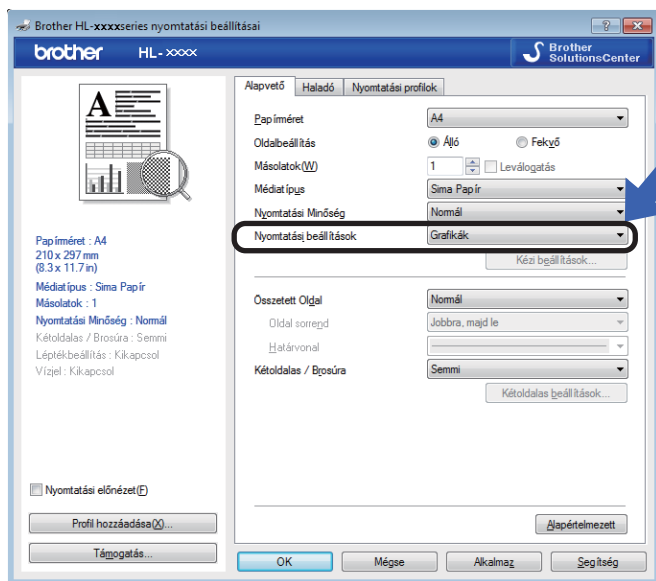 Brother HL-xxxxseries nyomtatási beállításai
brother HL-xxxx
Brother
SolutionsCenter
A
Papírméret : A4
210 x 297 mm
(8.3 x 11.7 in)
Médiatípus : Sima Papír
Másolatok : 1
Nyomtatási Minőség : Normál
Kétoldalas / Brosúra : Semmi
Léptékbeállítás : Kikapcsol
Vízjel : Kikapcsol
Nyomtatási előnézet(F)
Profil hozzáadása(X)...
Támogatás...
Alapvető Haladó Nyomtatási profilok
Papírméret A4
Oldalbeállítás Álló Fekvő
Másolatok(W) 1 Leválogatás
Médiatípus Sima Papír
Nyomtatási Minőség Normál
Nyomtatási beállítások Grafikák
Kézi beállítások...
Összetett Oldal Normál
Oldal sorrend Jobbra, majd le
Határvonal
Kétoldalas / Brosúra Semmi
Kétoldalas beállítások...
Alapértelmezett
OK Mégse Alkalmaz Segítség